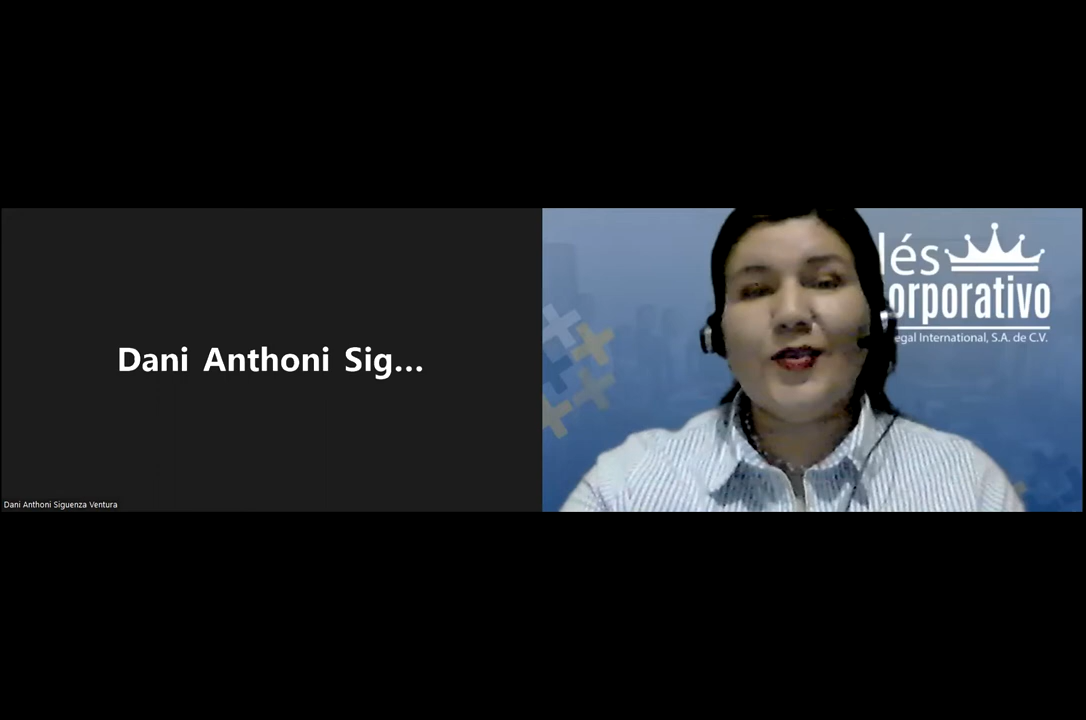 Dani Anthoni Sig...
Dani Anthoni Siguenza Ventura
lés
orporativo
egal International, S.A. de C.V.